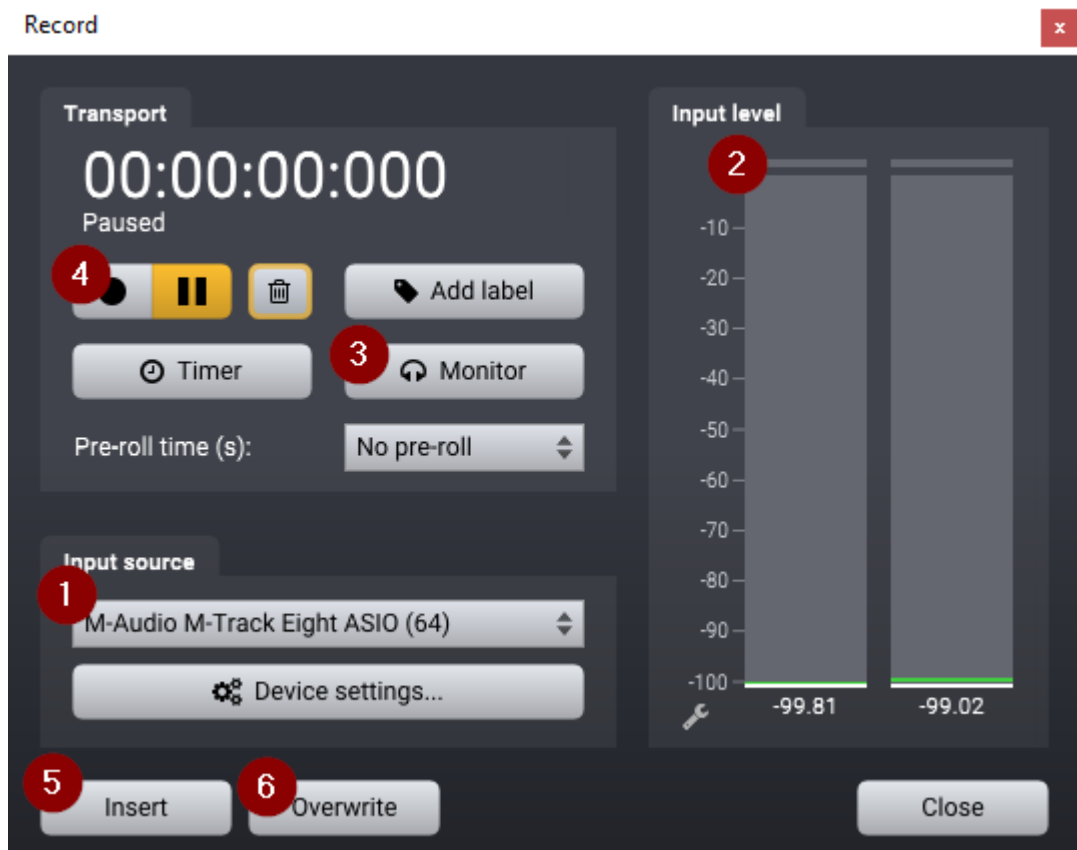 Record
x
Transport
00:00:00:000
Paused
4
Add label
Timer
3
Monitor
Pre-roll time (s):
No pre-roll
Input source
1
M-Audio M-Track Eight ASIO (64)
Device settings...
Input level
2
-10
-20
-30
-40
-50
-60
-70
-80
-90
-100
-99.81
-99.02
5
Insert
6
Overwrite
Close